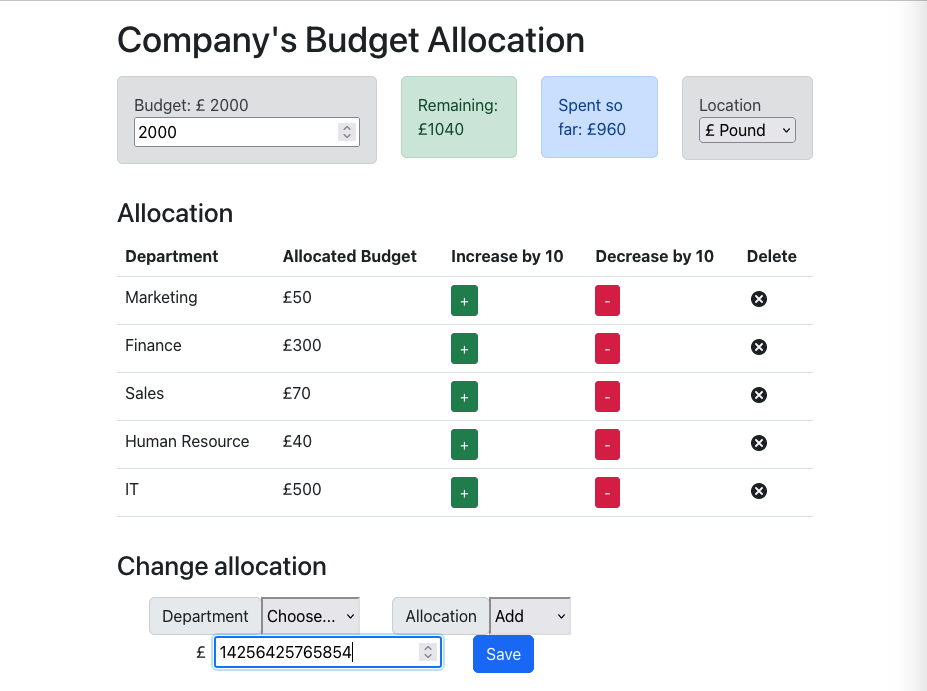 Company's Budget Allocation
Budget: £ 2000
2000
Remaining:
£1040
Spent so
far: £960
Location
£ Pound
Allocation
Department Allocated Budget Increase by 10 Decrease by 10 Delete
Marketing £50 + -
Finance £300 + -
Sales £70 + -
Human Resource £40 + -
IT £500 + -
Change allocation
Department Choose... Allocation Add
£ 14256425765854 Save